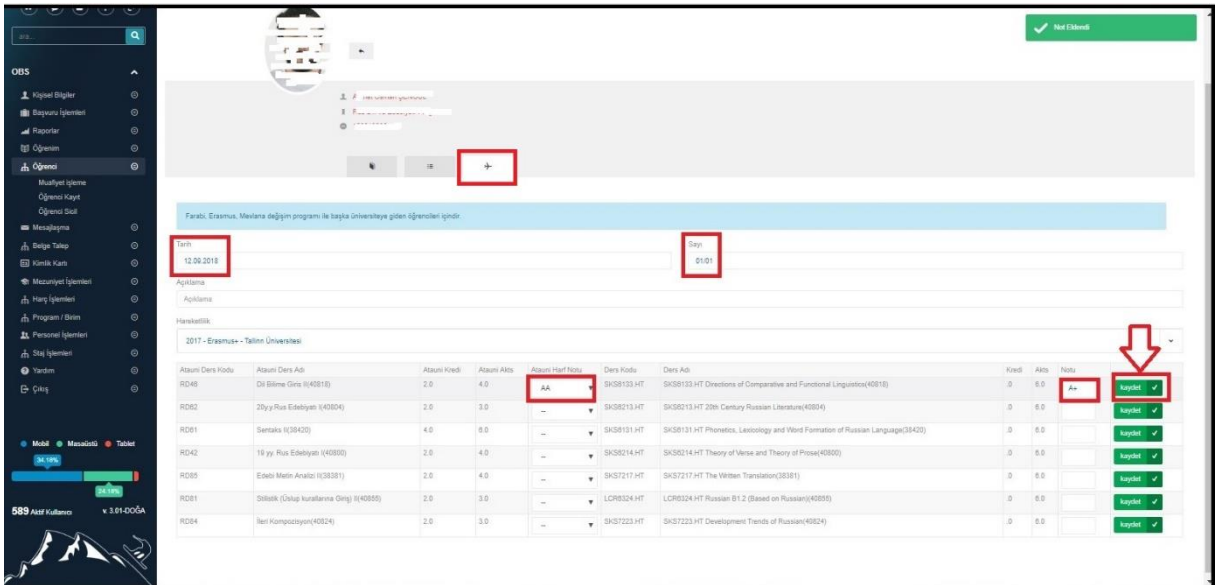 ara...
OBS
Kişisel Bilgiler
Başvuru İşlemleri
Raporlar
Öğrenim
Öğrenci
Muafiyet İşleme
Öğrenci Kayıt
Öğrenci Sicil
Mesajlaşma
Belge Talep
Kimlik Kartı
Mezuniyet İşlemleri
Harç İşlemleri
Program / Birim
Personel İşlemleri
Staj İşlemleri
Yardım
Çıkış
Mobil Masaüstü Tablet
34.18%
24.18%
589 Aktif Kullanıcı v. 3.01-DOĞA
Not Eklendi
Farabi, Erasmus, Mevlana değişim programı ile başka üniversiteye giden öğrencileri içindir.
Tarih Sayı
12.09.2018 01/01
Açıklama
Açıklama
Hareketlilik
2017 - Erasmus+ - Tallinn Üniversitesi
Atauni Ders Kodu Atauni Ders Adı Atauni Kredi Atauni Akts Atauni Harf Notu Ders Kodu Ders Adı Kredi Akts Notu
RD46 Dil Bilime Giriş II(40818) 2.0 4.0 AA SKS6133.HT SKS6133.HT Directions of Comparative and Functional Linguistics(40818) .0 6.0 A+ kaydet
RD62 20y.y.Rus Edebiyatı I(40804) 2.0 3.0 -- SKS6213.HT SKS6213.HT 20th Century Russian Literature(40804) .0 6.0 kaydet
RD61 Sentaks II(38420) 4.0 6.0 -- SKS6131.HT SKS6131.HT Phonetics, Lexicology and Word Formation of Russian Language(38420) .0 6.0 kaydet
RD42 19 yy. Rus Edebiyatı I(40800) 2.0 4.0 -- SKS6214.HT SKS6214.HT Theory of Verse and Theory of Prose(40800) .0 6.0 kaydet
RD85 Edebi Metin Analizi II(38381) 2.0 4.0 -- SKS7217.HT SKS7217.HT The Written Translation(38381) .0 6.0 kaydet
RD81 Stilistik (Üslup kurallarına Giriş) II(40855) 2.0 3.0 -- LCR6324.HT LCR6324.HT Russian B1.2 (Based on Russian)(40855) .0 6.0 kaydet
RD84 İleri Kompozisyon(40824) 2.0 3.0 -- SKS7223.HT SKS7223.HT Development Trends of Russian(40824) .0 6.0 kaydet